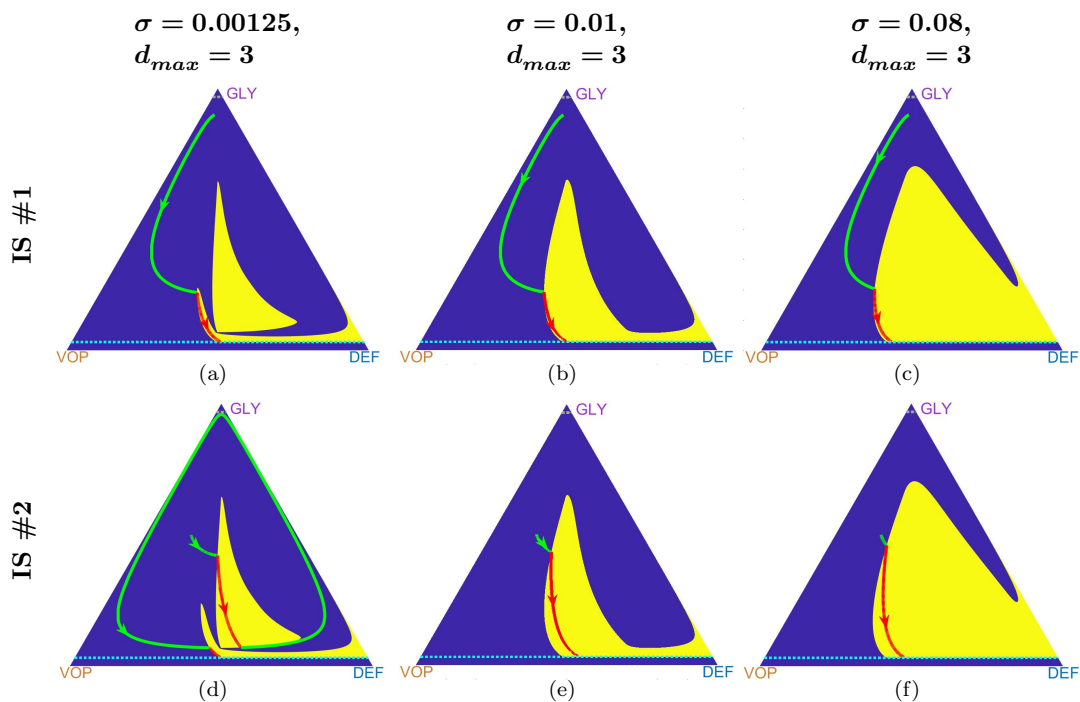 σ = 0.00125,
d_max = 3
σ = 0.01,
d_max = 3
σ = 0.08,
d_max = 3
IS #1
GLY
VOP
DEF
(a)
GLY
VOP
DEF
(b)
GLY
VOP
DEF
(c)
IS #2
GLY
VOP
DEF
(d)
GLY
VOP
DEF
(e)
GLY
VOP
DEF
(f)